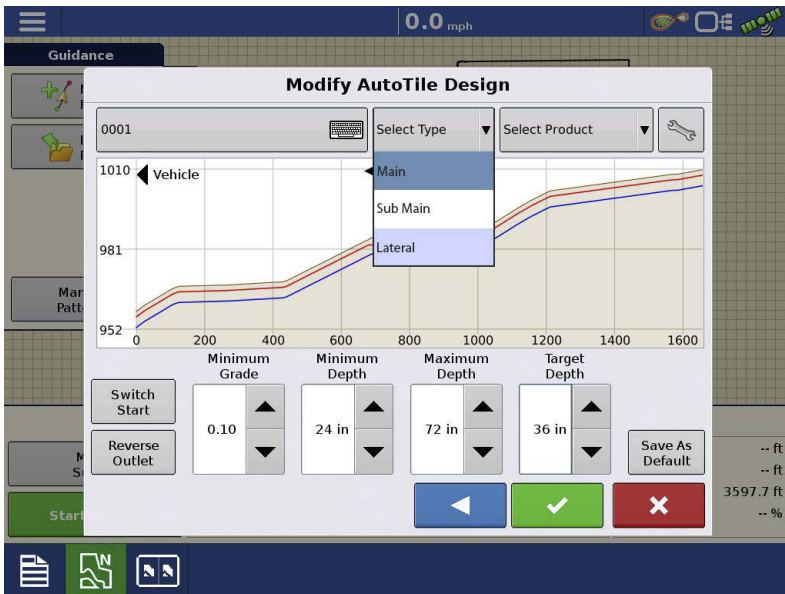 0.0 mph
Guidance
Modify AutoTile Design
0001
Select Type
Select Product
Main
Sub Main
Lateral
1010
Vehicle
981
952
0 200 400 600 800 1000 1200 1400 1600
Minimum
Grade
Minimum
Depth
Maximum
Depth
Target
Depth
Switch
Start
Reverse
Outlet
0.10
24 in
72 in
36 in
Save As
Default
Mar
Patt
M
S
Start
-- ft
-- ft
3597.7 ft
-- %
N